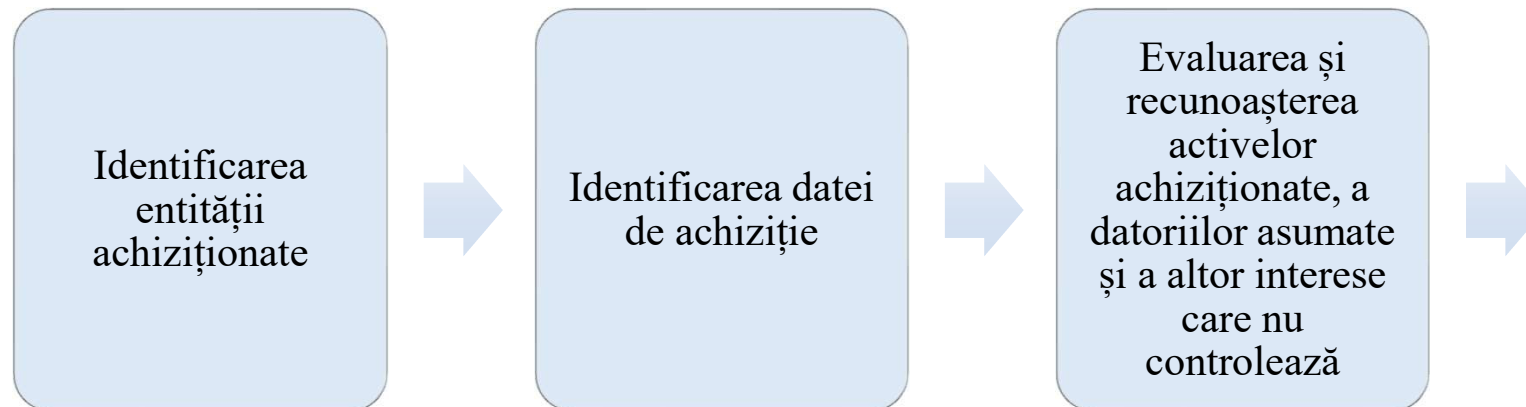 Identificarea
entității
achiziționate
Identificarea datei
de achiziție
Evaluarea și
recunoașterea
activelor
achiziționate, a
datoriilor asumate
și a altor interese
care nu
controlează